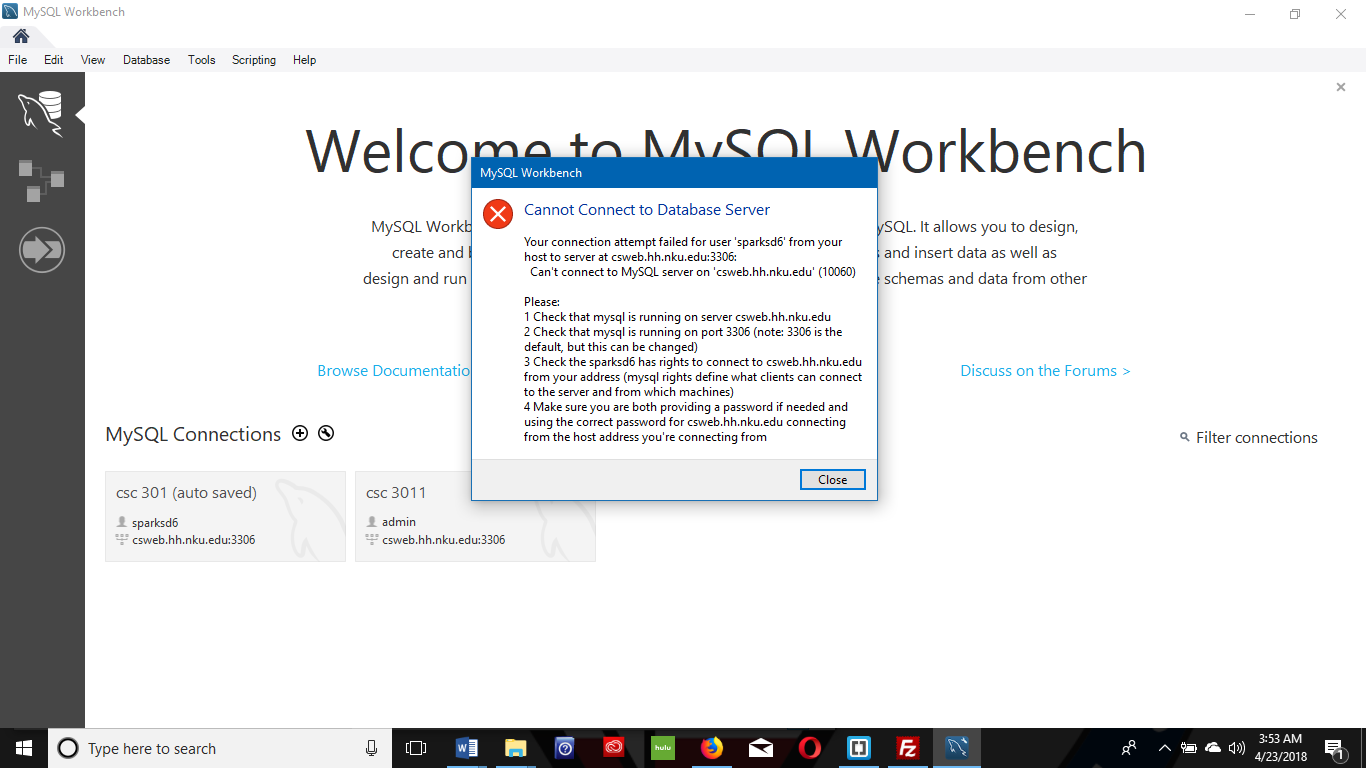 MySQL Workbench
File Edit View Database Tools Scripting Help
Welcome to MySQL Workbench
MySQL Workb
ySQL. It allows you to design,
create and b
s and insert data as well as
design and run
e schemas and data from other
Browse Documentatio
Discuss on the Forums >
MySQL Workbench
Cannot Connect to Database Server
Your connection attempt failed for user 'sparksd6' from your
host to server at csweb.hh.nku.edu:3306:
Can't connect to MySQL server on 'csweb.hh.nku.edu' (10060)
Please:
1 Check that mysql is running on server csweb.hh.nku.edu
2 Check that mysql is running on port 3306 (note: 3306 is the
default, but this can be changed)
3 Check the sparksd6 has rights to connect to csweb.hh.nku.edu
from your address (mysql rights define what clients can connect
to the server and from which machines)
4 Make sure you are both providing a password if needed and
using the correct password for csweb.hh.nku.edu connecting
from the host address you're connecting from
Close
MySQL Connections
Filter connections
csc 301 (auto saved)
sparksd6
csweb.hh.nku.edu:3306
csc 3011
admin
csweb.hh.nku.edu:3306
Type here to search
hulu
3:53 AM
4/23/2018
1